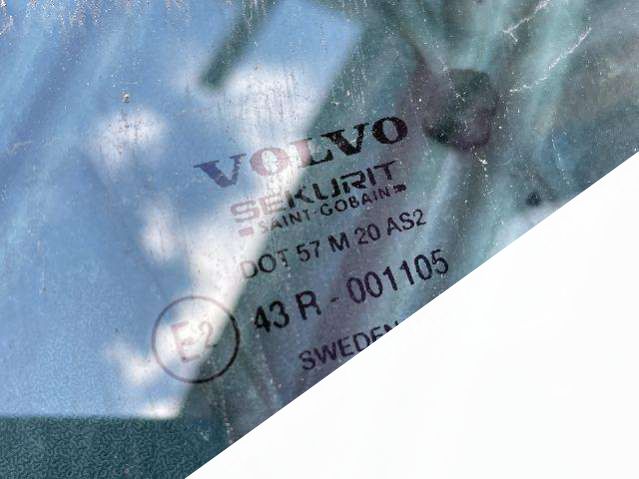 VOLVO
SEKURIT
SAINT-GOBAIN
DOT 57 M 20 AS2
E2
43 R - 001105
SWEDEN